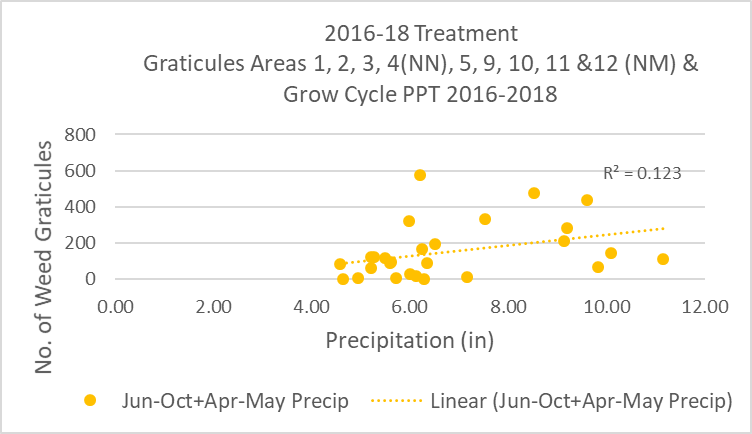 2016-18 Treatment
Graticules Areas 1, 2, 3, 4(NN), 5, 9, 10, 11 &12 (NM) &
Grow Cycle PPT 2016-2018
No. of Weed Graticules
800
600
400
200
0
R² = 0.123
0.00 2.00 4.00 6.00 8.00 10.00 12.00
Precipitation (in)
Jun-Oct+Apr-May Precip Linear (Jun-Oct+Apr-May Precip)